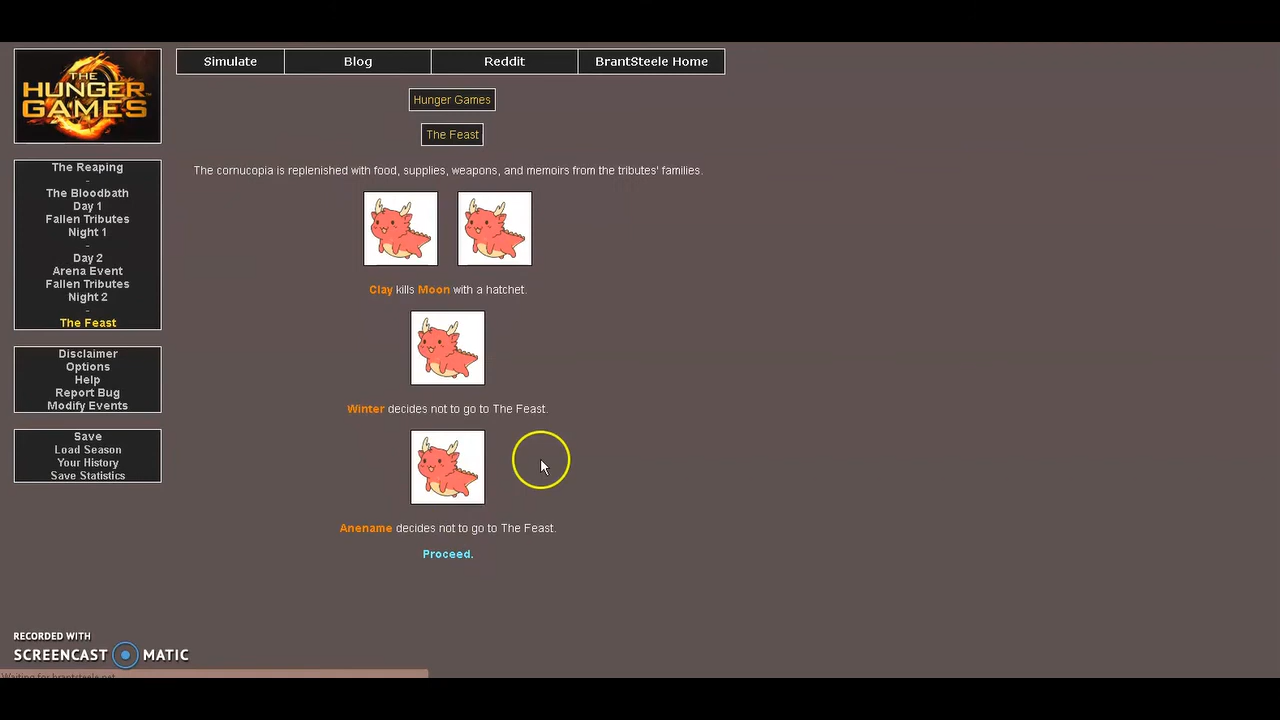 THE
HUNGER
GAMES
Simulate
Blog
Reddit
BrantSteele Home
Hunger Games
The Feast
The Reaping
-
The Bloodbath
Day 1
Fallen Tributes
Night 1
-
Day 2
Arena Event
Fallen Tributes
Night 2
-
The Feast
Disclaimer
Options
Help
Report Bug
Modify Events
Save
Load Season
Your History
Save Statistics
The cornucopia is replenished with food, supplies, weapons, and memoirs from the tributes' families.
Clay kills Moon with a hatchet.
Winter decides not to go to The Feast.
Anename decides not to go to The Feast.
Proceed.
RECORDED WITH
SCREENCAST MATIC
Waiting for brantsteele.net